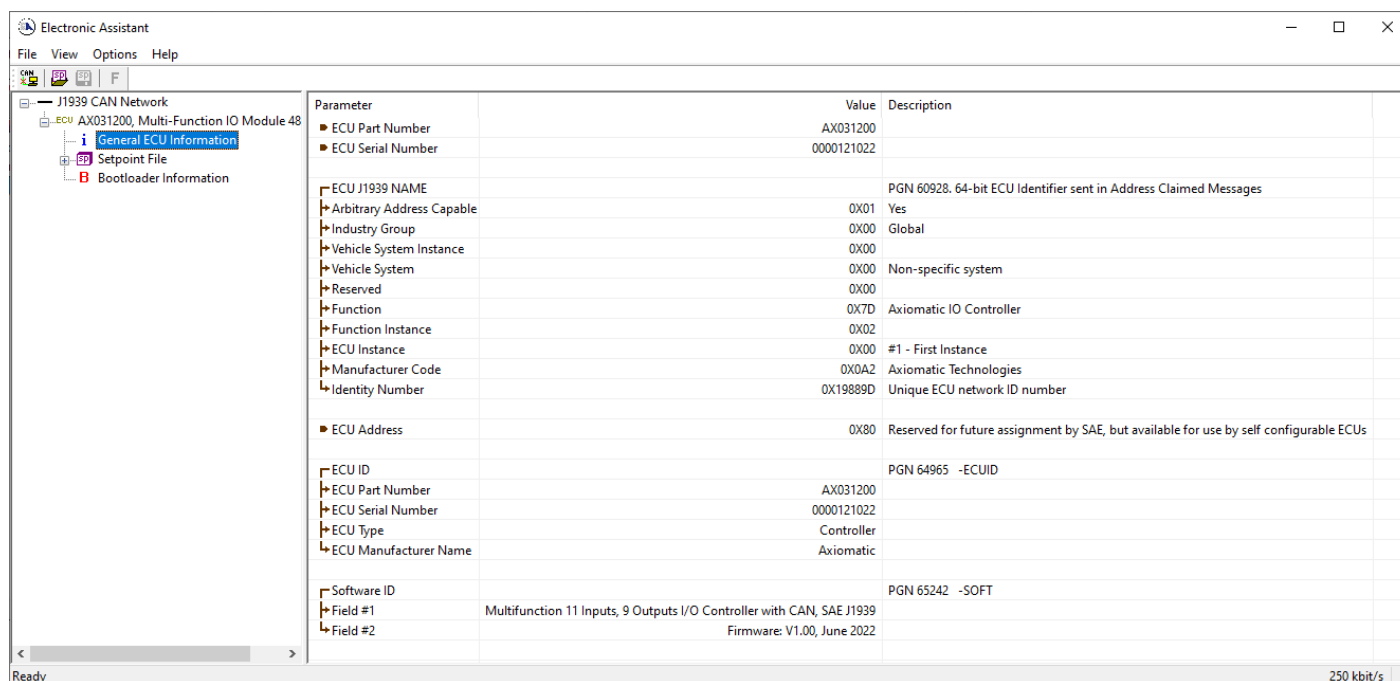 Electronic Assistant
File View Options Help
CAN SP SP F
J1939 CAN Network
ECU AX031200, Multi-Function IO Module 48
i General ECU Information
SP Setpoint File
B Bootloader Information
Parameter Value Description
ECU Part Number AX031200
ECU Serial Number 0000121022
ECU J1939 NAME PGN 60928. 64-bit ECU Identifier sent in Address Claimed Messages
Arbitrary Address Capable 0X01 Yes
Industry Group 0X00 Global
Vehicle System Instance 0X00
Vehicle System 0X00 Non-specific system
Reserved 0X00
Function 0X7D Axiomatic IO Controller
Function Instance 0X02
ECU Instance 0X00 #1 - First Instance
Manufacturer Code 0X0A2 Axiomatic Technologies
Identity Number 0X19889D Unique ECU network ID number
ECU Address 0X80 Reserved for future assignment by SAE, but available for use by self configurable ECUs
ECU ID PGN 64965 -ECUID
ECU Part Number AX031200
ECU Serial Number 0000121022
ECU Type Controller
ECU Manufacturer Name Axiomatic
Software ID PGN 65242 -SOFT
Field #1 Multifunction 11 Inputs, 9 Outputs I/O Controller with CAN, SAE J1939
Field #2 Firmware: V1.00, June 2022
Ready 250 kbit/s